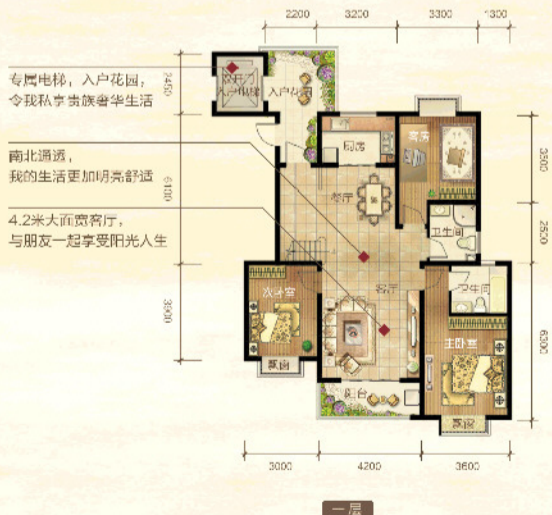 2200 3200 3300 1300
专属电梯，入户花园，
令我私享贵族奢华生活
南北通透，
我的生活更加明亮舒适
4.2米大面宽客厅，
与朋友一起享受阳光人生
2450
6100
3900
入户电梯
入户花园
厨房
客房
餐厅
卫生间
客厅
卫生间
次卧室
主卧室
飘窗
阳台
飘窗
3500
2500
6300
3000 4200 3600
一层